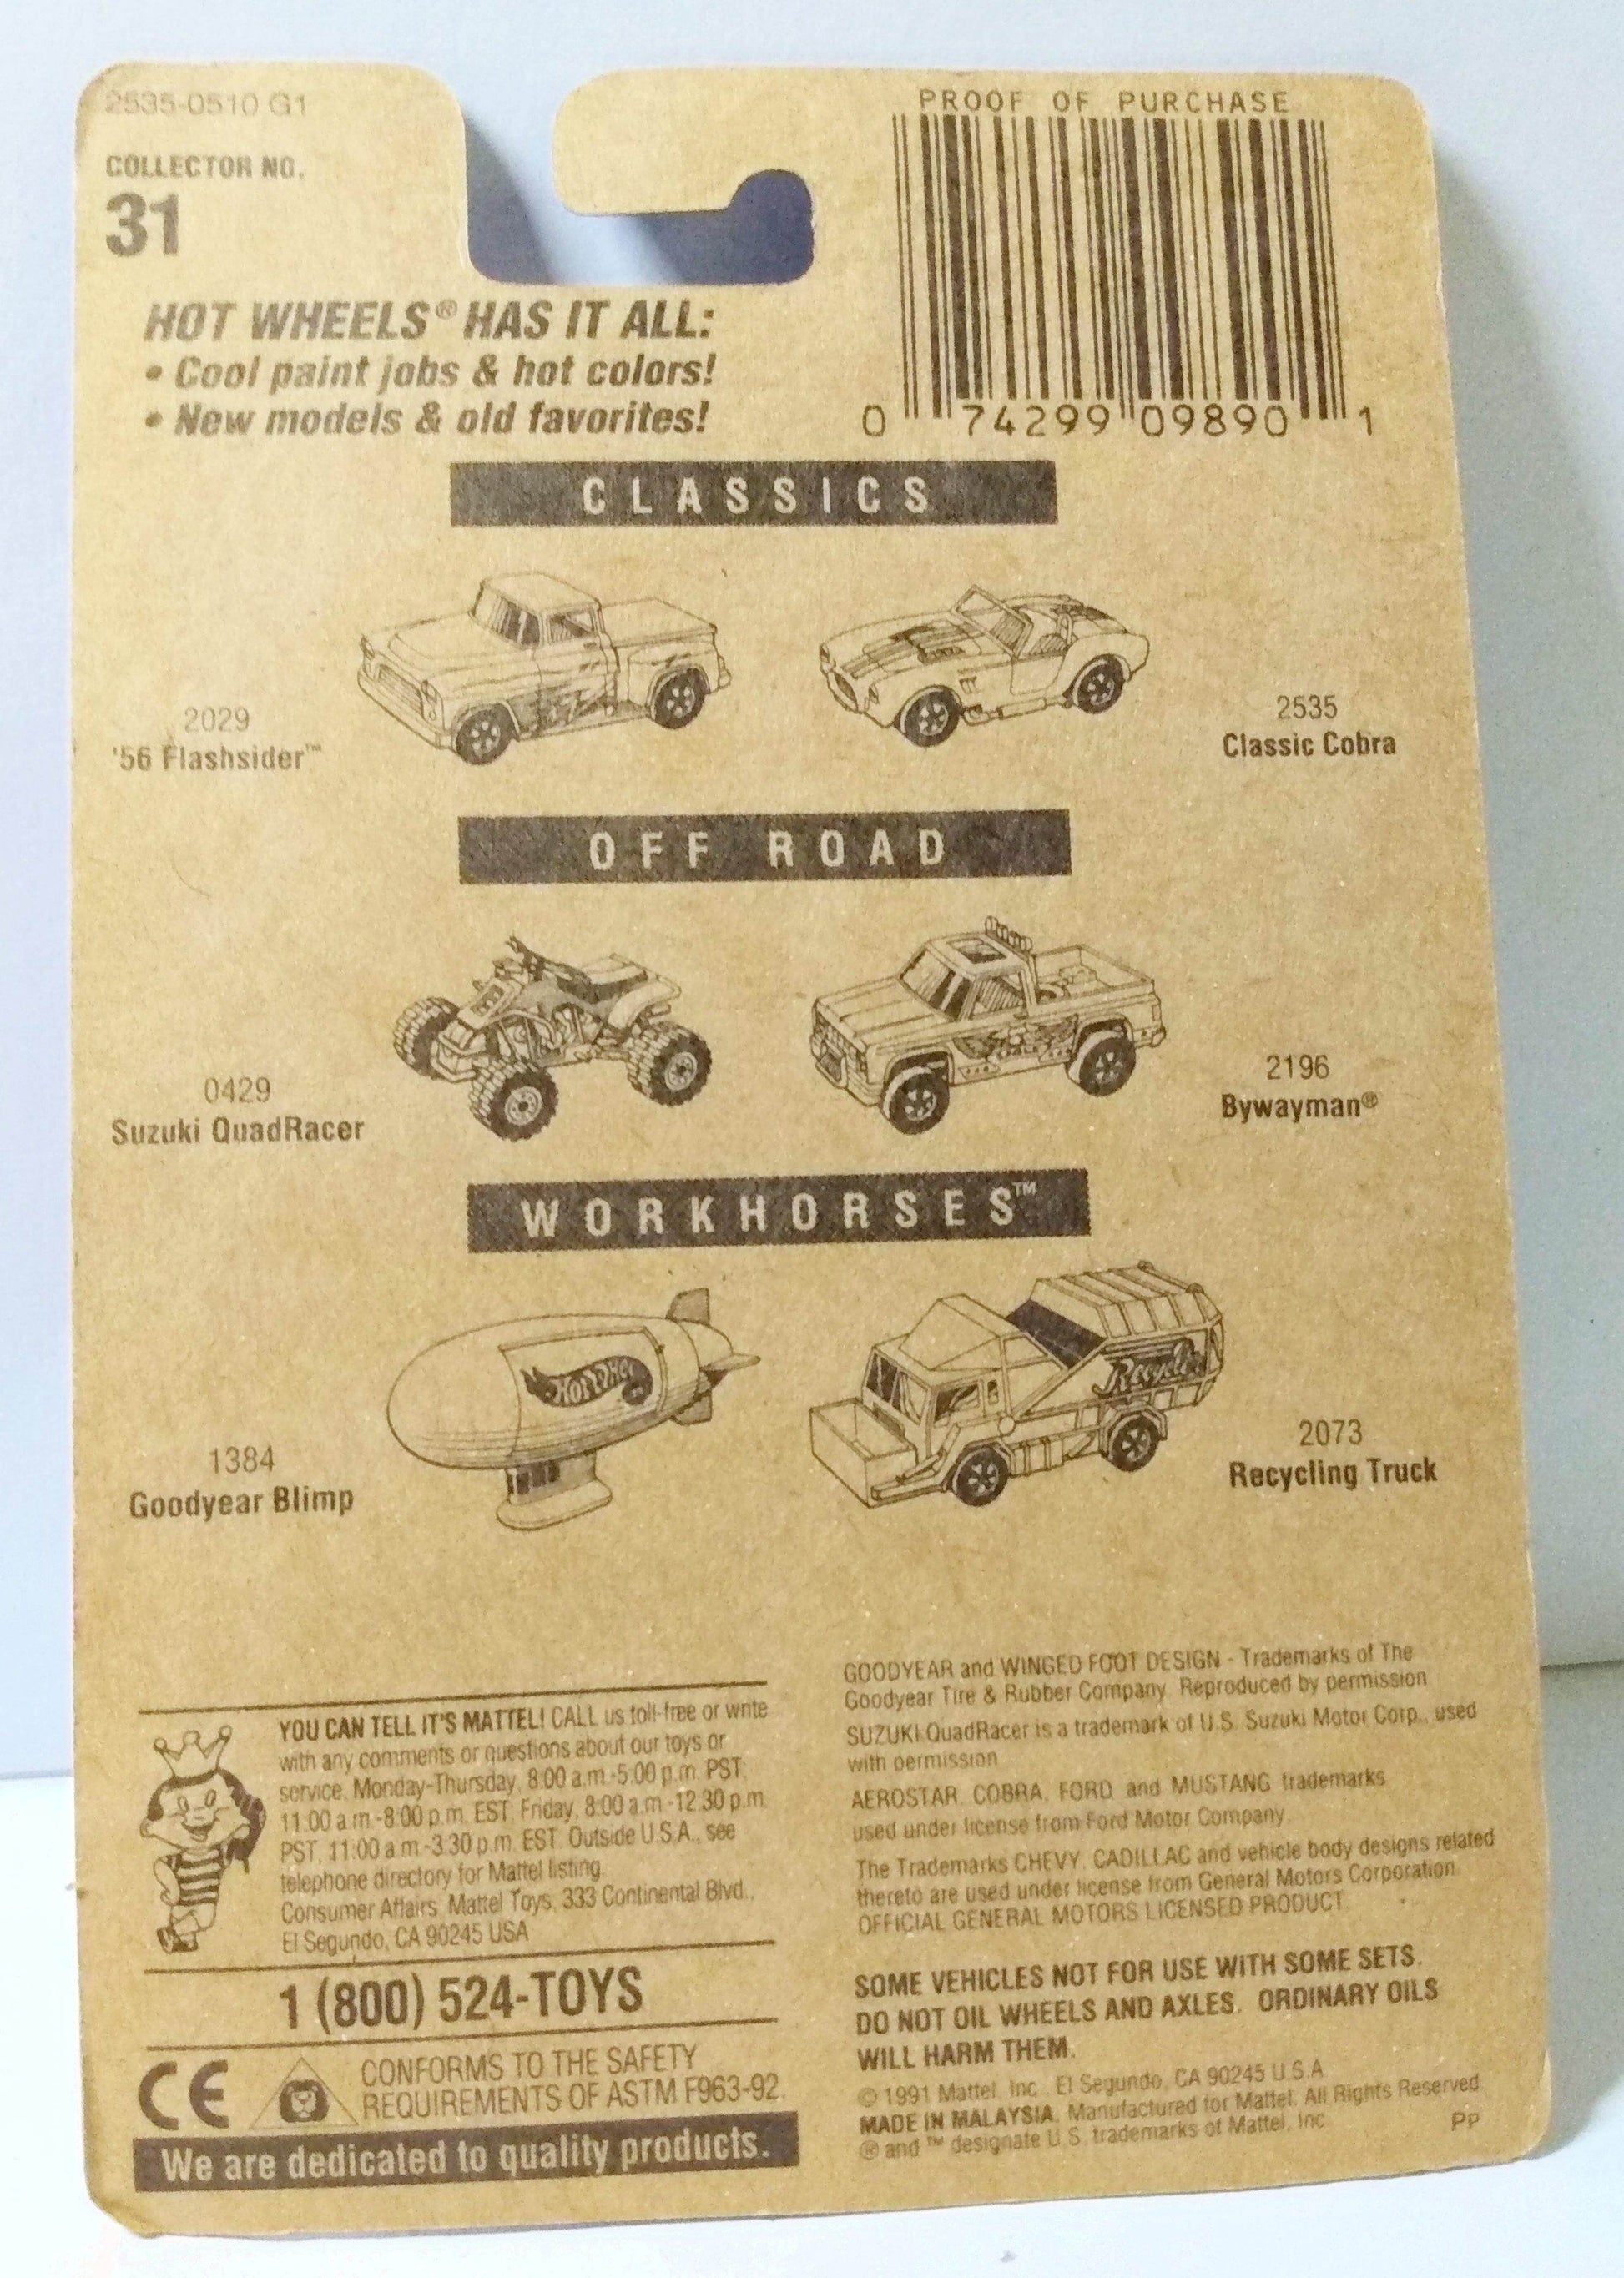 2535-0510 G1
COLLECTOR NO.
31
PROOF OF PURCHASE
0 74299 09890 1
HOT WHEELS® HAS IT ALL:
• Cool paint jobs & hot colors!
• New models & old favorites!
CLASSICS
2029
'56 Flashsider™
2535
Classic Cobra
OFF ROAD
0429
Suzuki QuadRacer
2196
Bywayman®
WORKHORSES™
Recycler
1384
Goodyear Blimp
2073
Recycling Truck
YOU CAN TELL IT'S MATTEL! CALL us toll-free or write
with any comments or questions about our toys or
service, Monday-Thursday, 8:00 a.m.-5:00 p.m. PST;
11:00 a.m.-8:00 p.m. EST; Friday, 8:00 a.m.-12:30 p.m.
PST, 11:00 a.m.-3:30 p.m. EST. Outside U.S.A., see
telephone directory for Mattel listing.
Consumer Affairs, Mattel Toys, 333 Continental Blvd.,
El Segundo, CA 90245 USA
1 (800) 524-TOYS
CE
CONFORMS TO THE SAFETY
REQUIREMENTS OF ASTM F963-92.
We are dedicated to quality products.
GOODYEAR and WINGED FOOT DESIGN - Trademarks of The
Goodyear Tire & Rubber Company. Reproduced by permission
SUZUKI QuadRacer is a trademark of U.S. Suzuki Motor Corp., used
with permission
AEROSTAR, COBRA, FORD, and MUSTANG trademarks
used under license from Ford Motor Company.
The Trademarks CHEVY, CADILLAC and vehicle body designs related
thereto are used under license from General Motors Corporation.
OFFICIAL GENERAL MOTORS LICENSED PRODUCT.
SOME VEHICLES NOT FOR USE WITH SOME SETS.
DO NOT OIL WHEELS AND AXLES. ORDINARY OILS
WILL HARM THEM.
© 1991 Mattel, Inc. El Segundo, CA 90245 U.S.A.
MADE IN MALAYSIA. Manufactured for Mattel. All Rights Reserved.
® and ™ designate U.S. trademarks of Mattel, Inc.
PP